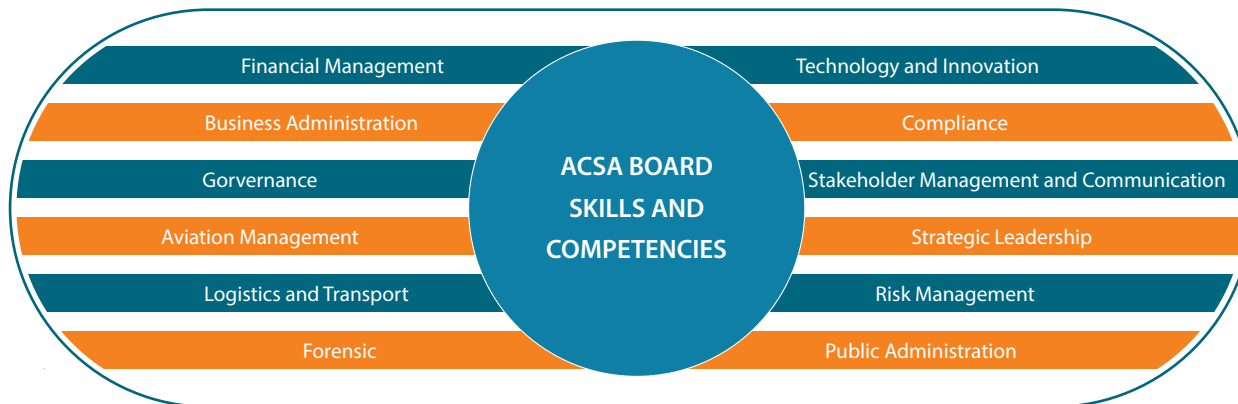 Financial Management
Business Administration
Gorvernance
Aviation Management
Logistics and Transport
Forensic
ACSA BOARD
SKILLS AND
COMPETENCIES
Technology and Innovation
Compliance
Stakeholder Management and Communication
Strategic Leadership
Risk Management
Public Administration